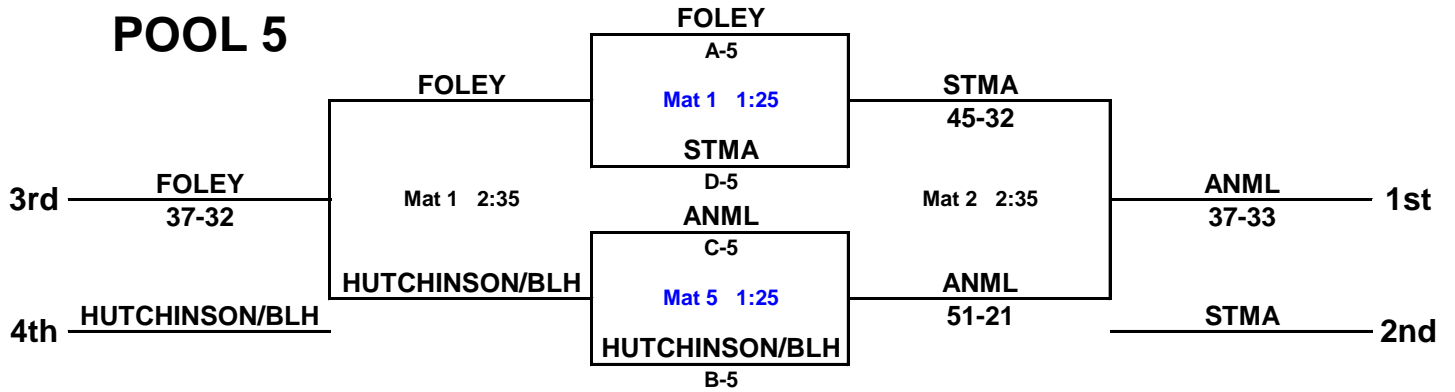 POOL 5
FOLEY
A-5
FOLEY
Mat 1 1:25
STMA
45-32
STMA
D-5
3rd
FOLEY
37-32
Mat 1 2:35
Mat 2 2:35
ANML
37-33
1st
ANML
C-5
HUTCHINSON/BLH
Mat 5 1:25
ANML
51-21
4th
HUTCHINSON/BLH
HUTCHINSON/BLH
B-5
STMA
2nd